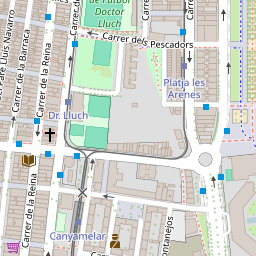 de Futbol
Doctor
Lluch
Carrer dels Pescadors
Carrer
Carrer de
Lluís Navarro
Carrer de la Barraca
Carrer de la Reina
Platja les
Arenes
Dr. Lluch
Carrer de la Reina
Canyamelar
ontanejos